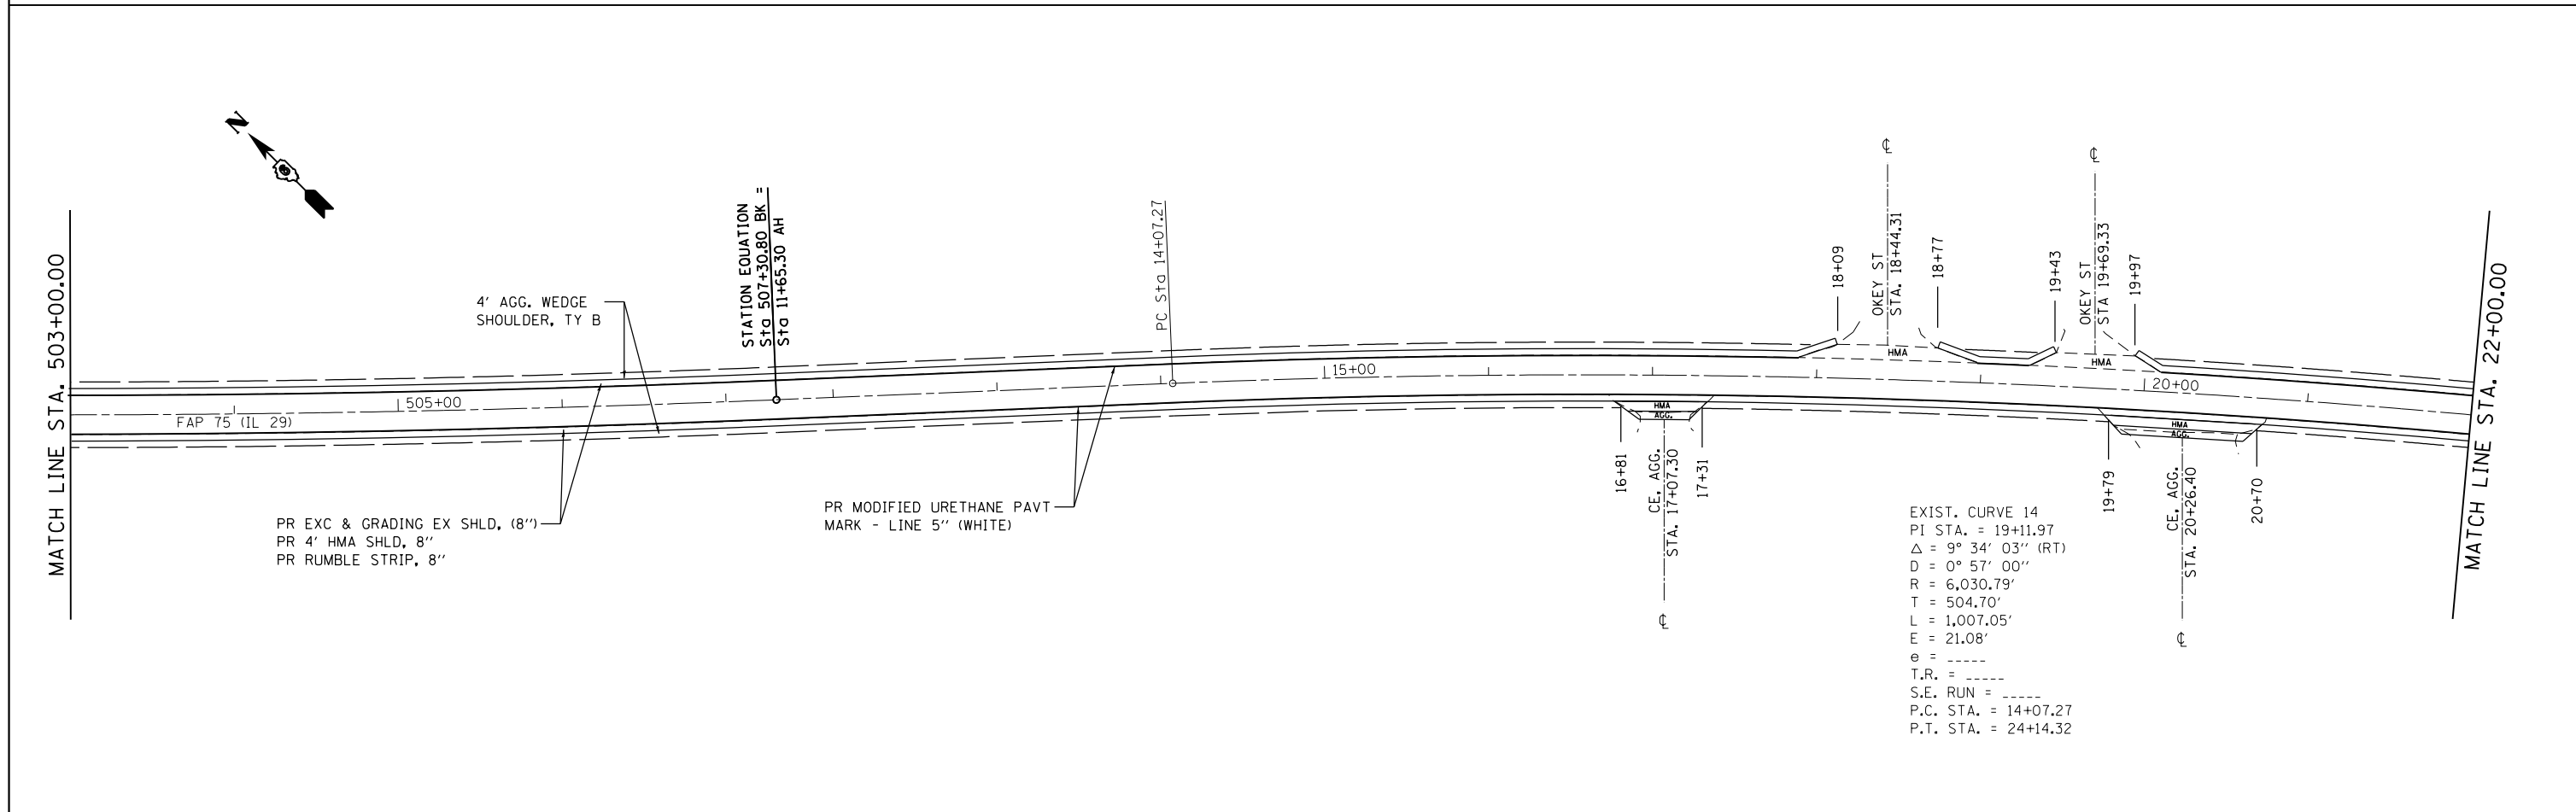 N
MATCH LINE STA. 503+00.00
FAP 75 (IL 29)
505+00
4' AGG. WEDGE
SHOULDER, TY B
PR EXC & GRADING EX SHLD, (8'')
PR 4' HMA SHLD, 8''
PR RUMBLE STRIP, 8''
STATION EQUATION
Sta 507+30.80 BK "
Sta 11+65.30 AH
PR MODIFIED URETHANE PAVT
MARK - LINE 5'' (WHITE)
PC Sta 14+07.27
15+00
16+81
HMA
AGG.
CE. AGG.
STA. 17+07.30
17+31
℄
18+09
℄
OKEY ST
STA. 18+44.31
HMA
18+77
19+43
℄
OKEY ST
STA 19+69.33
HMA
19+97
20+00
19+79
HMA
AGG.
CE. AGG.
STA. 20+26.40
20+70
℄
EXIST. CURVE 14
PI STA. = 19+11.97
Δ = 9° 34' 03'' (RT)
D = 0° 57' 00''
R = 6,030.79'
T = 504.70'
L = 1,007.05'
E = 21.08'
e = _____
T.R. = _____
S.E. RUN = _____
P.C. STA. = 14+07.27
P.T. STA. = 24+14.32
MATCH LINE STA. 22+00.00